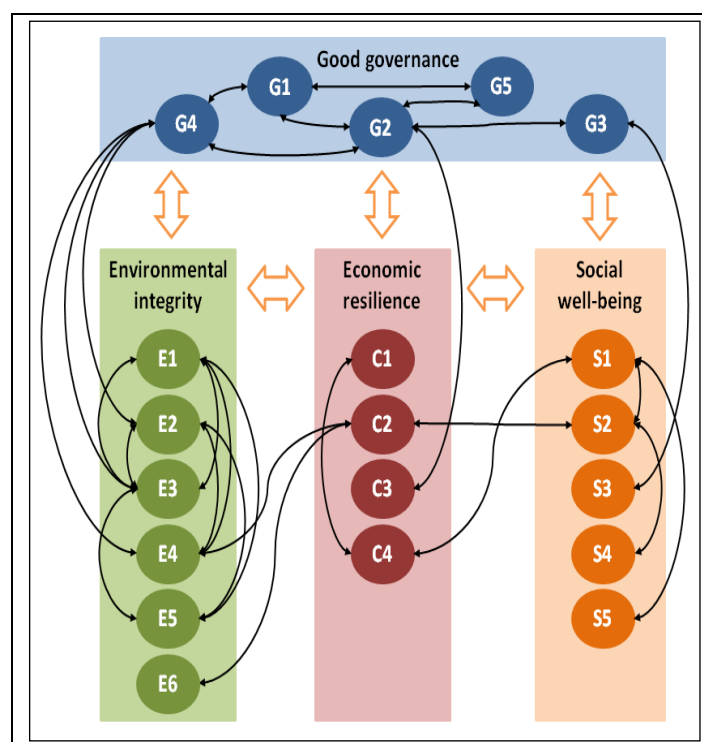 Good governance
G1
G5
G4
G2
G3
Environmental
integrity
Economic
resilience
Social
well-being
E1
C1
S1
E2
C2
S2
E3
C3
S3
E4
C4
S4
E5
S5
E6